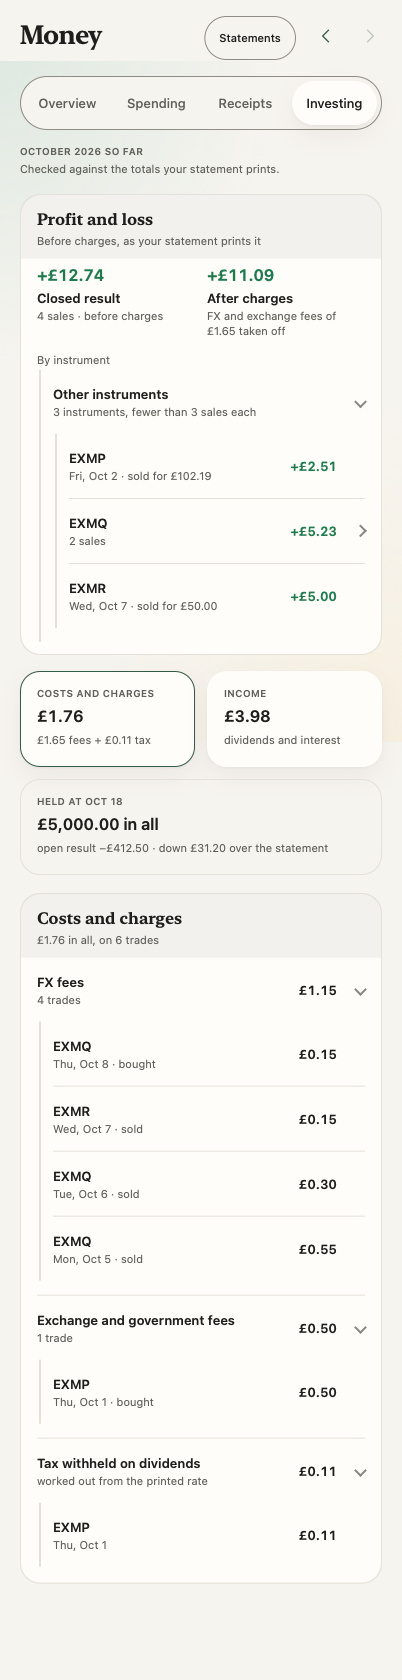 Money
Statements
Overview
Spending
Receipts
Investing
OCTOBER 2026 SO FAR
Checked against the totals your statement prints.
Profit and loss
Before charges, as your statement prints it
+£12.74
Closed result
4 sales · before charges
+£11.09
After charges
FX and exchange fees of
£1.65 taken off
By instrument
Other instruments
3 instruments, fewer than 3 sales each
EXMP
Fri, Oct 2 · sold for £102.19
+£2.51
EXMQ
2 sales
+£5.23
EXMR
Wed, Oct 7 · sold for £50.00
+£5.00
COSTS AND CHARGES
£1.76
£1.65 fees + £0.11 tax
INCOME
£3.98
dividends and interest
HELD AT OCT 18
£5,000.00 in all
open result −£412.50 · down £31.20 over the statement
Costs and charges
£1.76 in all, on 6 trades
FX fees
4 trades
£1.15
EXMQ
Thu, Oct 8 · bought
£0.15
EXMR
Wed, Oct 7 · sold
£0.15
EXMQ
Tue, Oct 6 · sold
£0.30
EXMQ
Mon, Oct 5 · sold
£0.55
Exchange and government fees
1 trade
£0.50
EXMP
Thu, Oct 1 · bought
£0.50
Tax withheld on dividends
worked out from the printed rate
£0.11
EXMP
Thu, Oct 1
£0.11